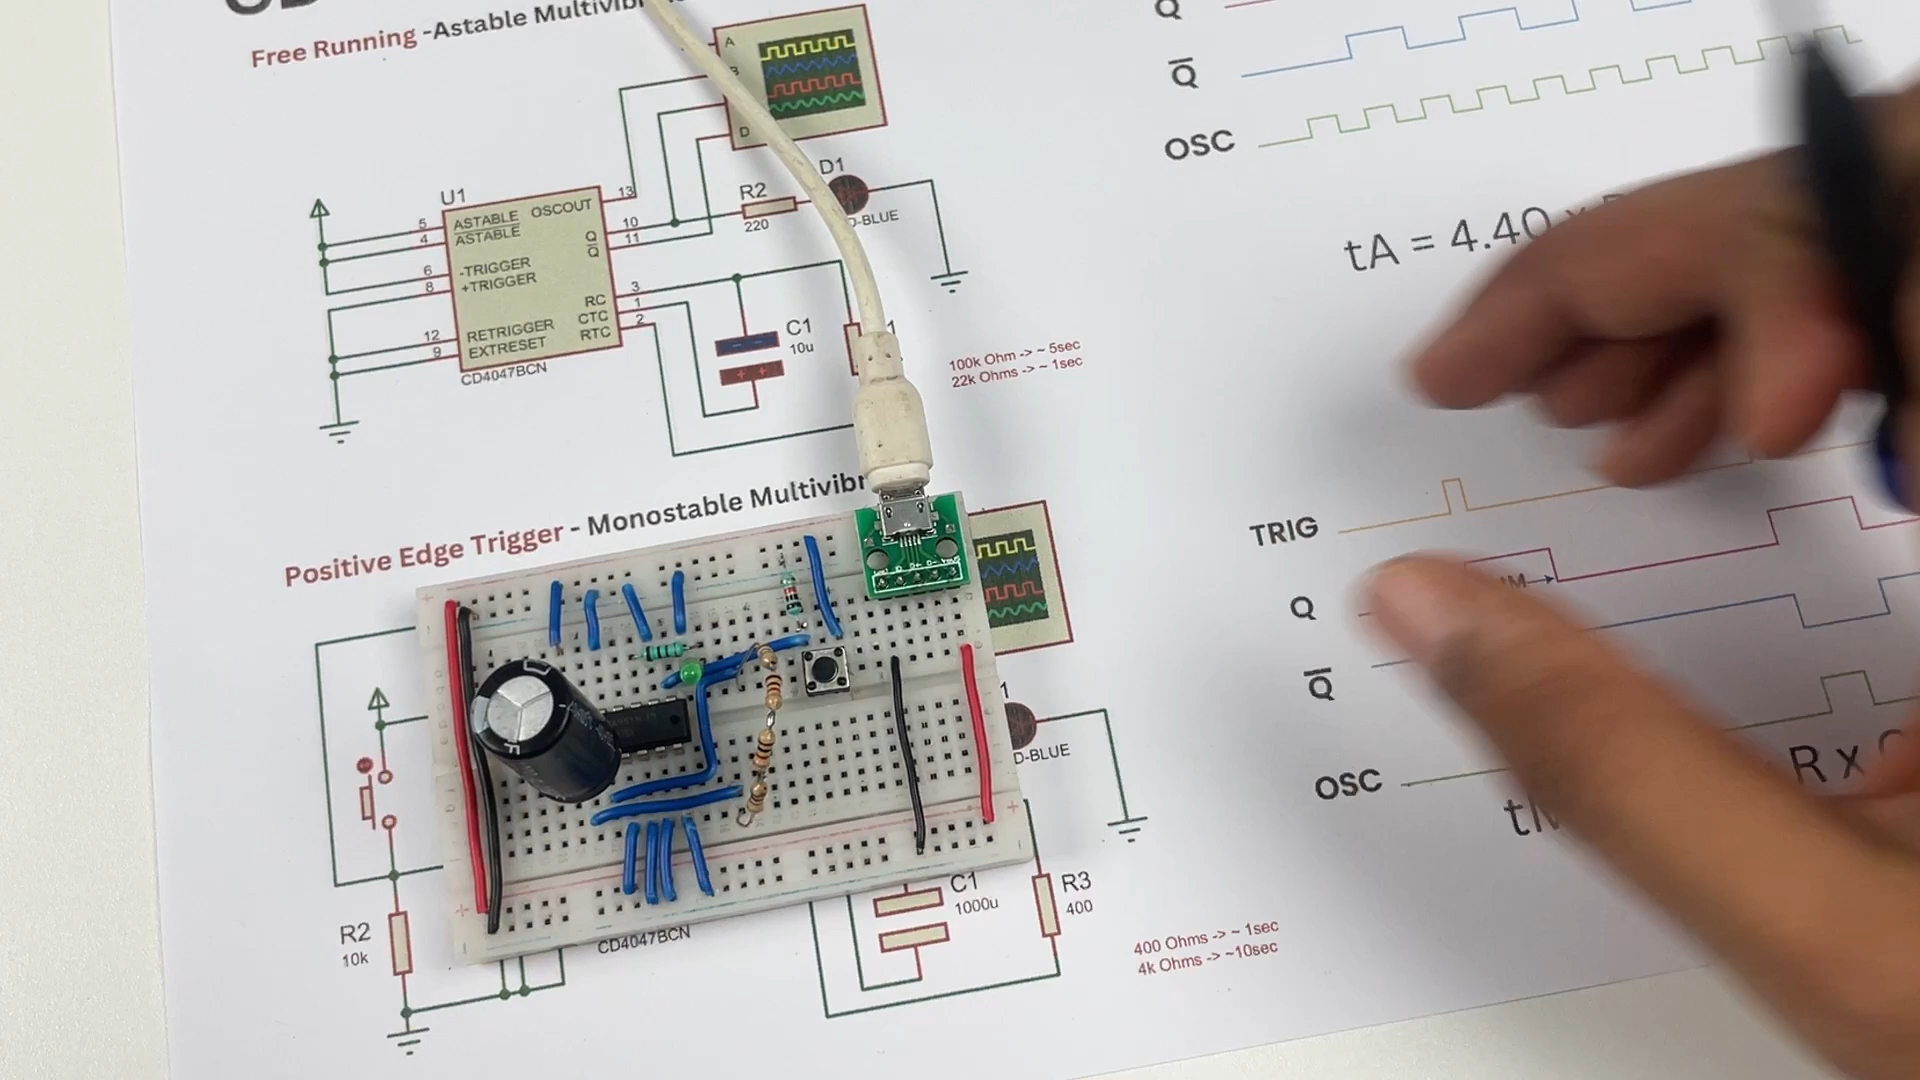 Free Running -Astable
A
D
U1
5
4
6
8
12
9
ASTABLE
ASTABLE
-TRIGGER
+TRIGGER
RETRIGGER
EXTRESET
OSCOUT
Q
Q
RC
CTC
RTC
13
10
11
3
1
2
CD4047BCN
R2
220
D1
D-BLUE
C1
10u
1
100k Ohm -> ~ 5sec
22k Ohms -> ~ 1sec
Positive Edge Trigger - Monostable
R2
10k
CD4047BCN
C1
1000u
R3
400
1
D-BLUE
400 Ohms -> ~ 1sec
4k Ohms -> ~10sec
Q
Q
OSC
tA = 4.40
TRIG
Q
Q
OSC
R x